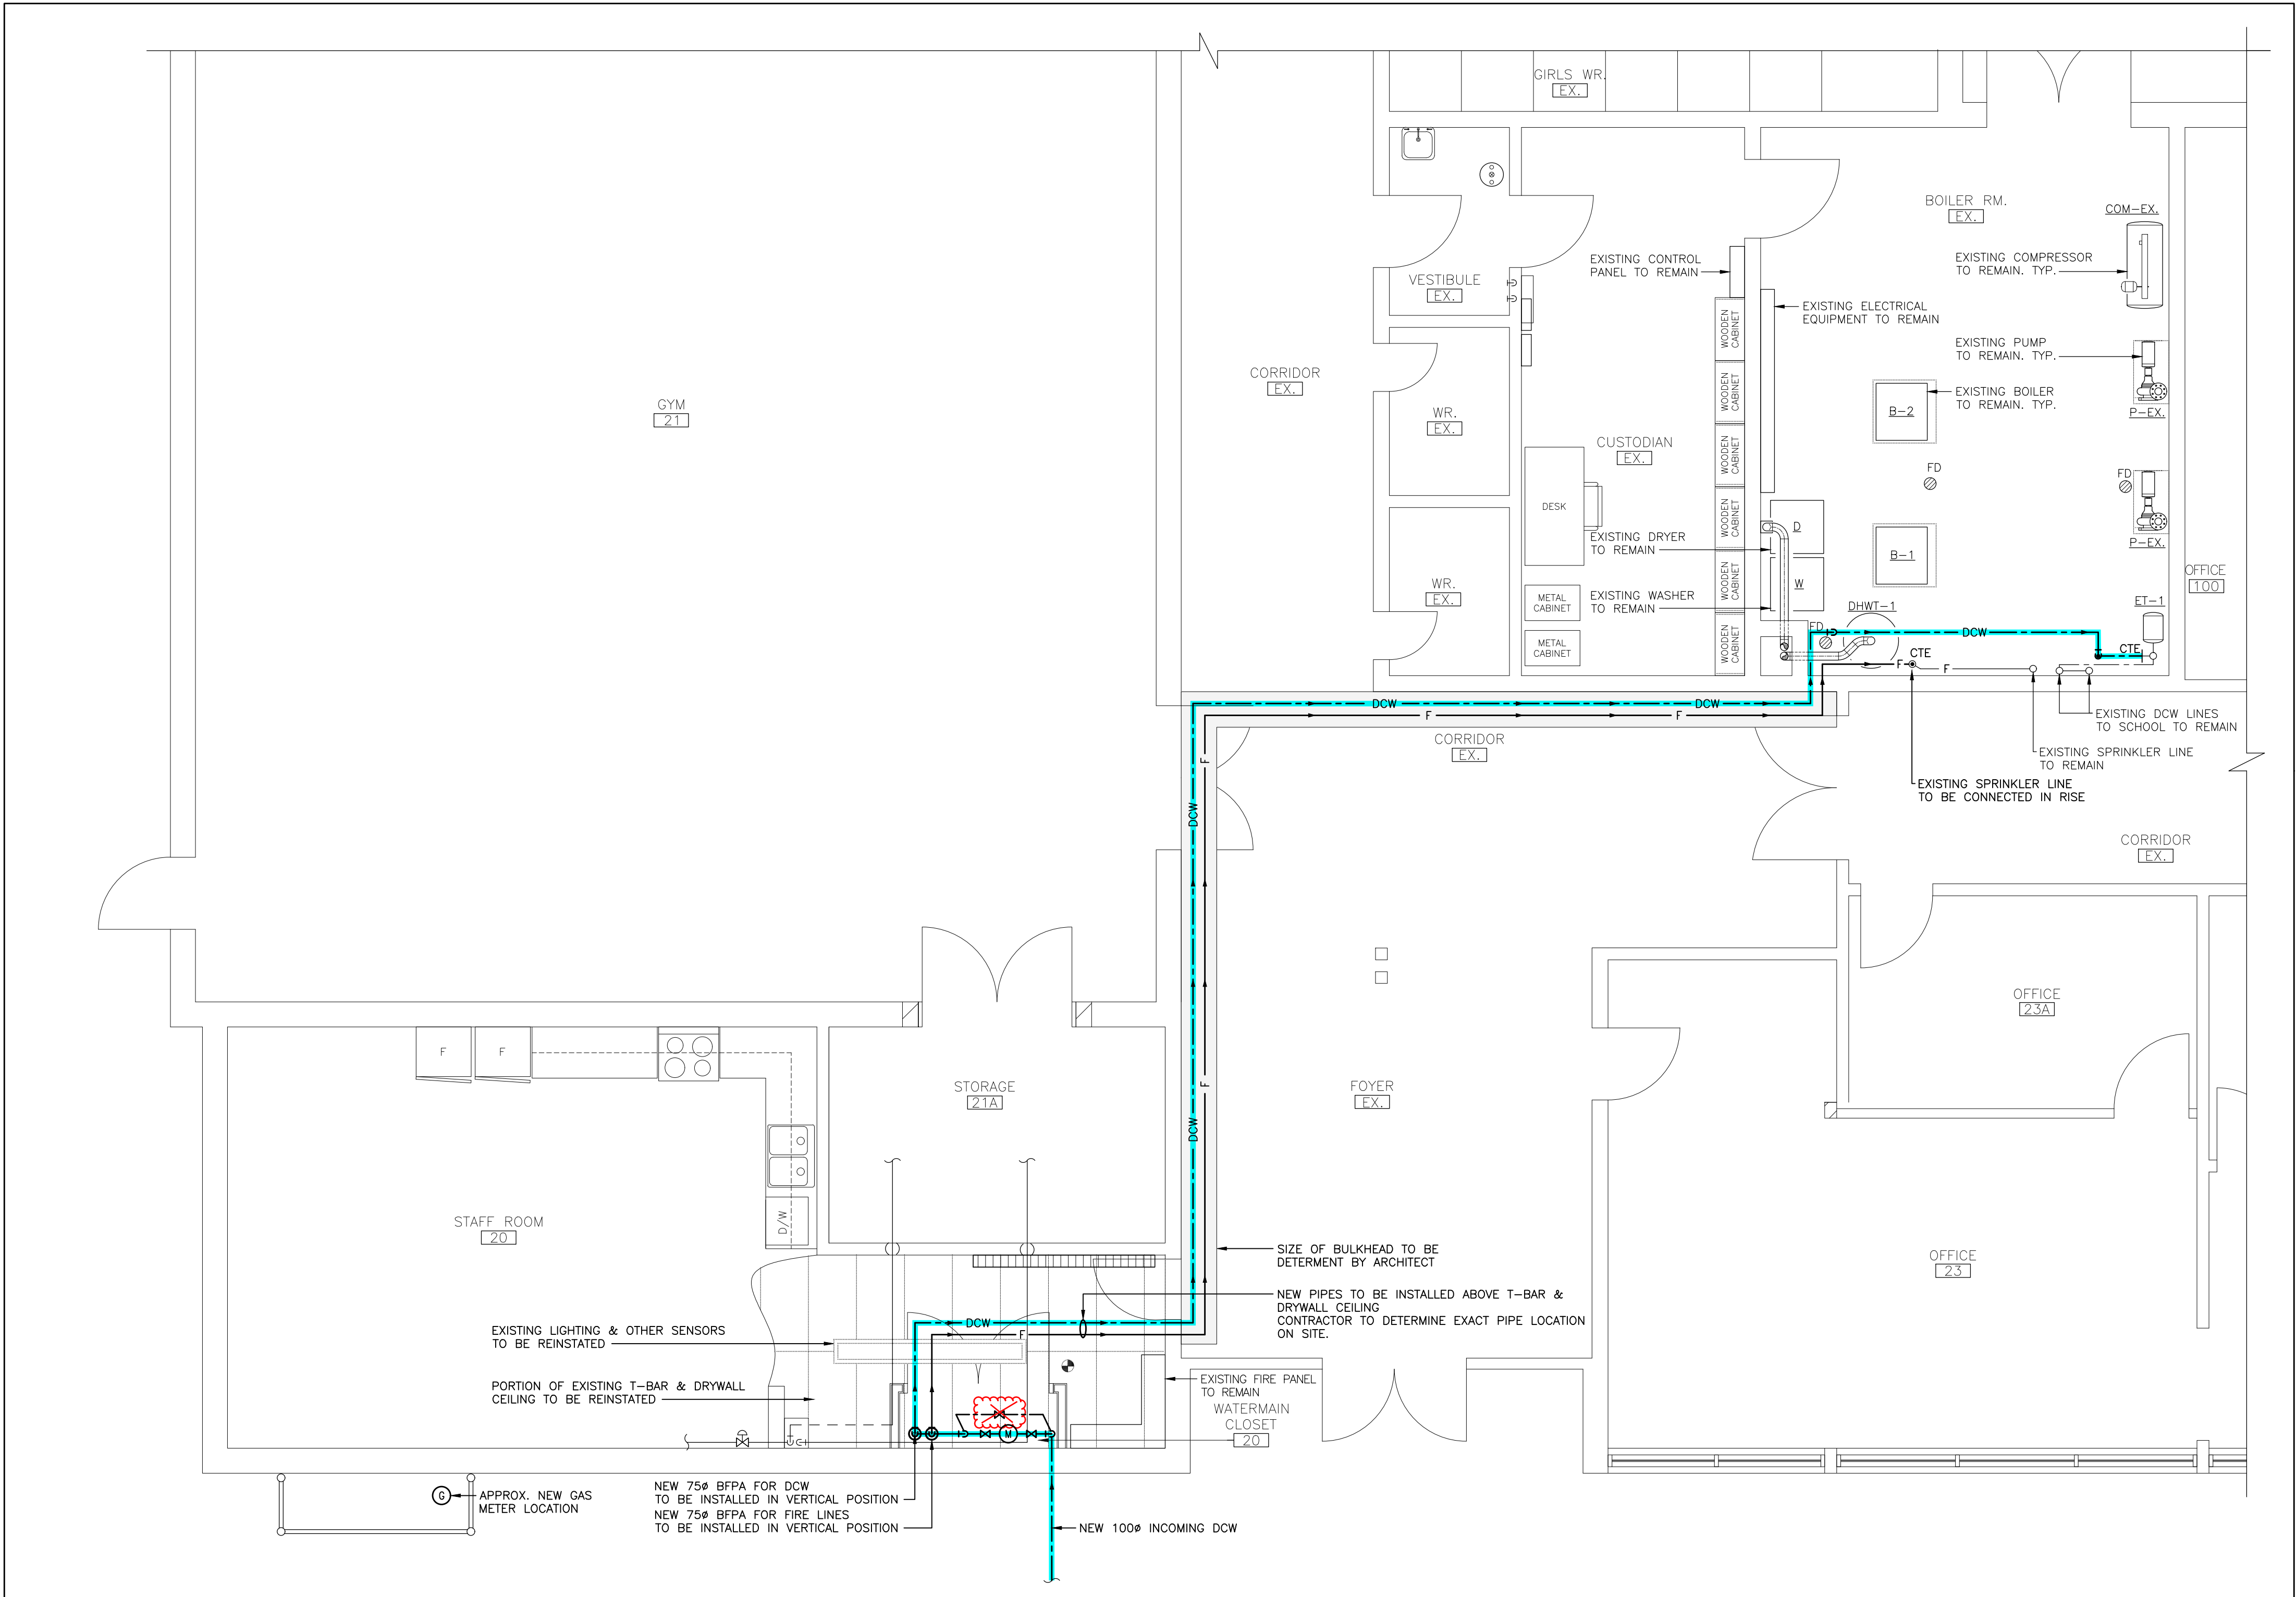 GIRLS WR.
EX.
BOILER RM.
EX.
COM-EX.
EXISTING CONTROL
PANEL TO REMAIN
EXISTING COMPRESSOR
TO REMAIN. TYP.
VESTIBULE
EX.
EXISTING ELECTRICAL
EQUIPMENT TO REMAIN
WOODEN
CABINET
EXISTING PUMP
TO REMAIN. TYP.
CORRIDOR
EX.
WOODEN
CABINET
EXISTING BOILER
TO REMAIN. TYP.
GYM
21
WR.
EX.
B-2
P-EX.
CUSTODIAN
EX.
WOODEN
CABINET
FD
FD
DESK
WOODEN
CABINET
D
EXISTING DRYER
TO REMAIN
P-EX.
B-1
WR.
EX.
WOODEN
CABINET
W
OFFICE
100
METAL
CABINET
EXISTING WASHER
TO REMAIN
DHWT-1
ET-1
METAL
CABINET
WOODEN
CABINET
FD
DCW
CTE
CTE
F
F
DCW
DCW
F
F
EXISTING DCW LINES
TO SCHOOL TO REMAIN
CORRIDOR
EX.
EXISTING SPRINKLER LINE
TO REMAIN
F
EXISTING SPRINKLER LINE
TO BE CONNECTED IN RISE
DCW
CORRIDOR
EX.
OFFICE
23A
F
F
STORAGE
21A
FOYER
EX.
F
DCW
STAFF ROOM
20
D/W
SIZE OF BULKHEAD TO BE
DETERMENT BY ARCHITECT
OFFICE
23
NEW PIPES TO BE INSTALLED ABOVE T-BAR &
DRYWALL CEILING
CONTRACTOR TO DETERMINE EXACT PIPE LOCATION
ON SITE.
DCW
F
EXISTING LIGHTING & OTHER SENSORS
TO BE REINSTATED
PORTION OF EXISTING T-BAR & DRYWALL
CEILING TO BE REINSTATED
EXISTING FIRE PANEL
TO REMAIN
WATERMAIN
CLOSET
20
M
G
APPROX. NEW GAS
METER LOCATION
NEW 75ø BFPA FOR DCW
TO BE INSTALLED IN VERTICAL POSITION
NEW 75ø BFPA FOR FIRE LINES
TO BE INSTALLED IN VERTICAL POSITION
NEW 100ø INCOMING DCW